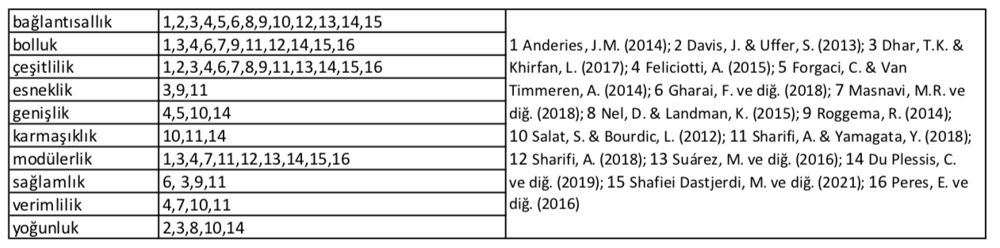 bağlantısallık 1,2,3,4,5,6,8,9,10,12,13,14,15
bolluk 1,3,4,6,7,9,11,12,14,15,16
çeşitlilik 1,2,3,4,6,7,8,9,11,13,14,15,16
esneklik 3,9,11
genişlik 4,5,10,14
karmaşıklık 10,11,14
modülerlik 1,3,4,7,11,12,13,14,15,16
sağlamlık 6, 3,9,11
verimlilik 4,7,10,11
yoğunluk 2,3,8,10,14
1 Anderies, J.M. (2014); 2 Davis, J. & Uffer, S. (2013); 3 Dhar, T.K. &
Khirfan, L. (2017); 4 Feliciotti, A. (2015); 5 Forgaci, C. & Van
Timmeren, A. (2014); 6 Gharai, F. ve diğ. (2018); 7 Masnavi, M.R. ve
diğ. (2018); 8 Nel, D. & Landman, K. (2015); 9 Roggema, R. (2014);
10 Salat, S. & Bourdic, L. (2012); 11 Sharifi, A. & Yamagata, Y. (2018);
12 Sharifi, A. (2018); 13 Suárez, M. ve diğ. (2016); 14 Du Plessis, C.
ve diğ. (2019); 15 Shafiei Dastjerdi, M. ve diğ. (2021); 16 Peres, E. ve
diğ. (2016)